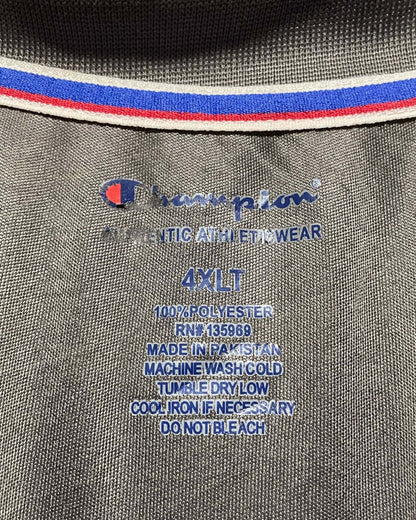 Champion
AUTHENTIC ATHLETICWEAR
4XLT
100% POLYESTER
RN# 135969
MADE IN PAKISTAN
MACHINE WASH COLD
TUMBLE DRY LOW
COOL IRON IF NECESSARY
DO NOT BLEACH